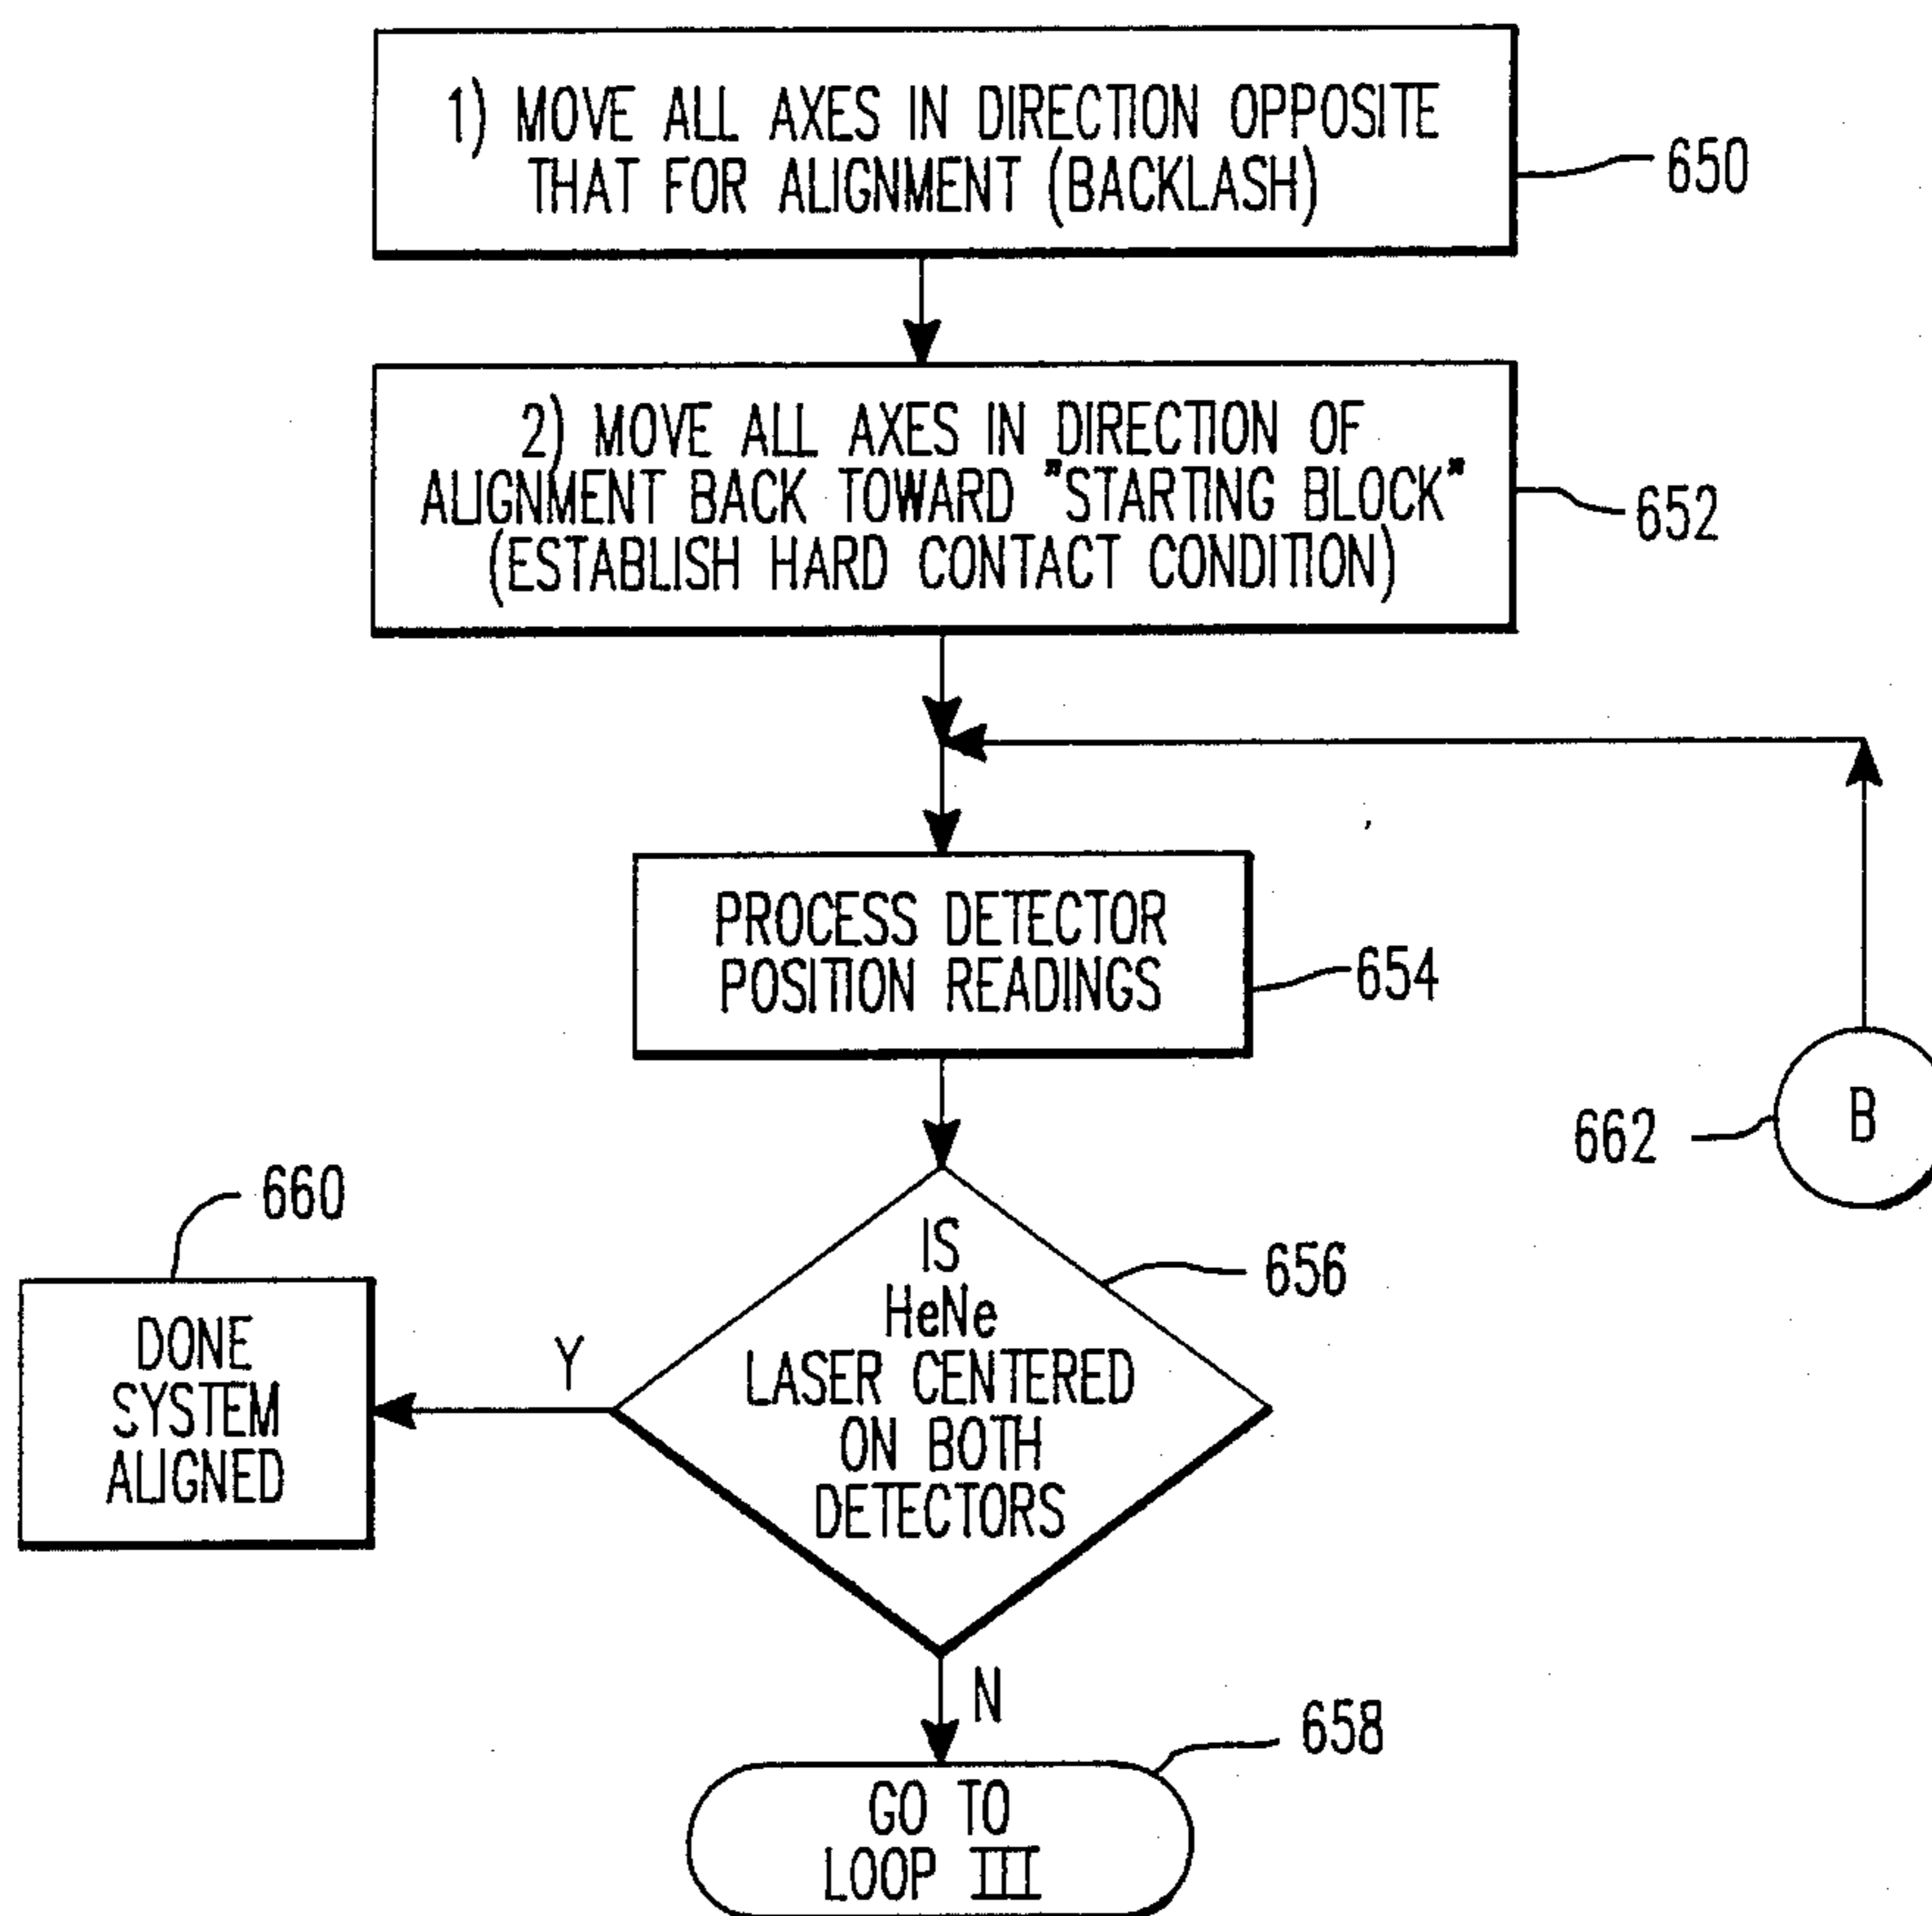 1) MOVE ALL AXES IN DIRECTION OPPOSITE
THAT FOR ALIGNMENT (BACKLASH)
650
2) MOVE ALL AXES IN DIRECTION OF
ALIGNMENT BACK TOWARD "STARTING BLOCK"
(ESTABLISH HARD CONTACT CONDITION)
652
PROCESS DETECTOR
POSITION READINGS
654
662
B
660
DONE
SYSTEM
ALIGNED
Y
IS
HeNe
LASER CENTERED
ON BOTH
DETECTORS
656
N
658
GO TO
LOOP III